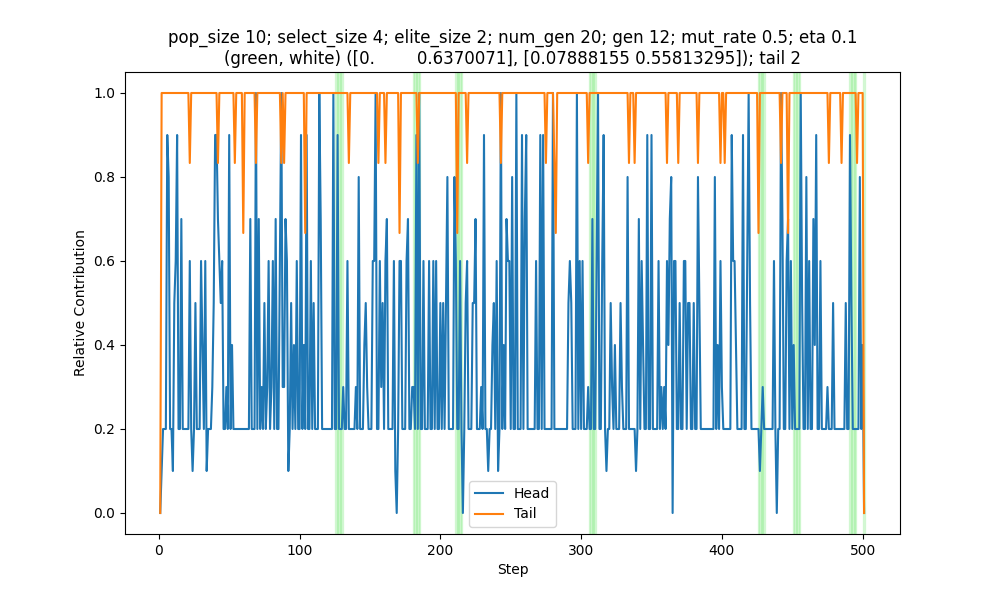 pop_size 10; select_size 4; elite_size 2; num_gen 20; gen 12; mut_rate 0.5; eta 0.1
(green, white) ([0. 0.6370071], [0.07888155 0.55813295]); tail 2
1.0
0.8
0.6
0.4
0.2
0.0
Relative Contribution
Head
Tail
0 100 200 300 400 500
Step